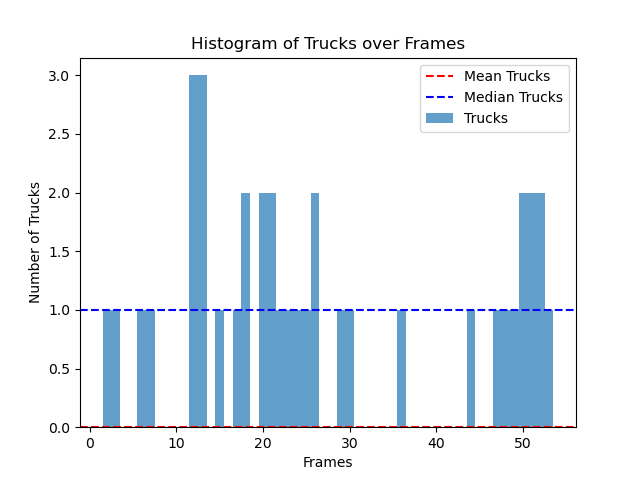 Histogram of Trucks over Frames
Mean Trucks
Median Trucks
Trucks
Number of Trucks
3.0
2.5
2.0
1.5
1.0
0.5
0.0
0 10 20 30 40 50
Frames